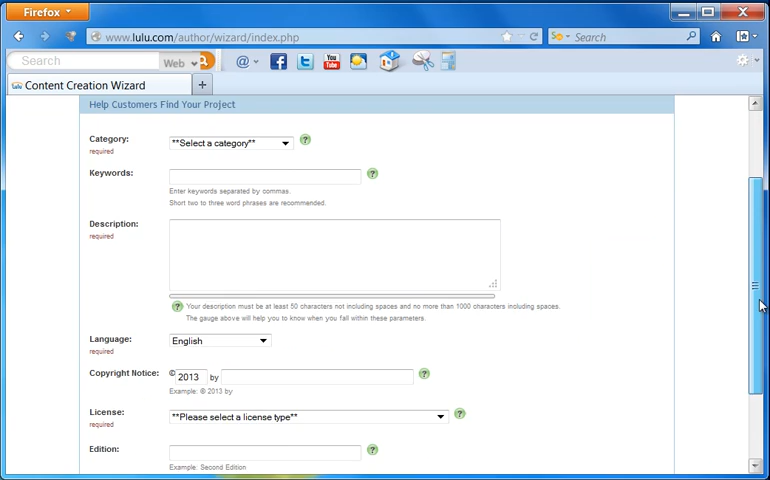 Firefox
www.lulu.com/author/wizard/index.php
Search
Search
Web
@
You
Tube
Content Creation Wizard
Help Customers Find Your Project
Category:
**Select a category**
?
required
Keywords:
?
Enter keywords separated by commas.
Short two to three word phrases are recommended.
Description:
required
? Your description must be at least 50 characters not including spaces and no more than 1000 characters including spaces.
The gauge above will help you to know when you fall within these parameters.
Language:
English
required
Copyright Notice:
© 2013 by
?
Example: © 2013 by
License:
**Please select a license type**
?
required
Edition:
?
Example: Second Edition